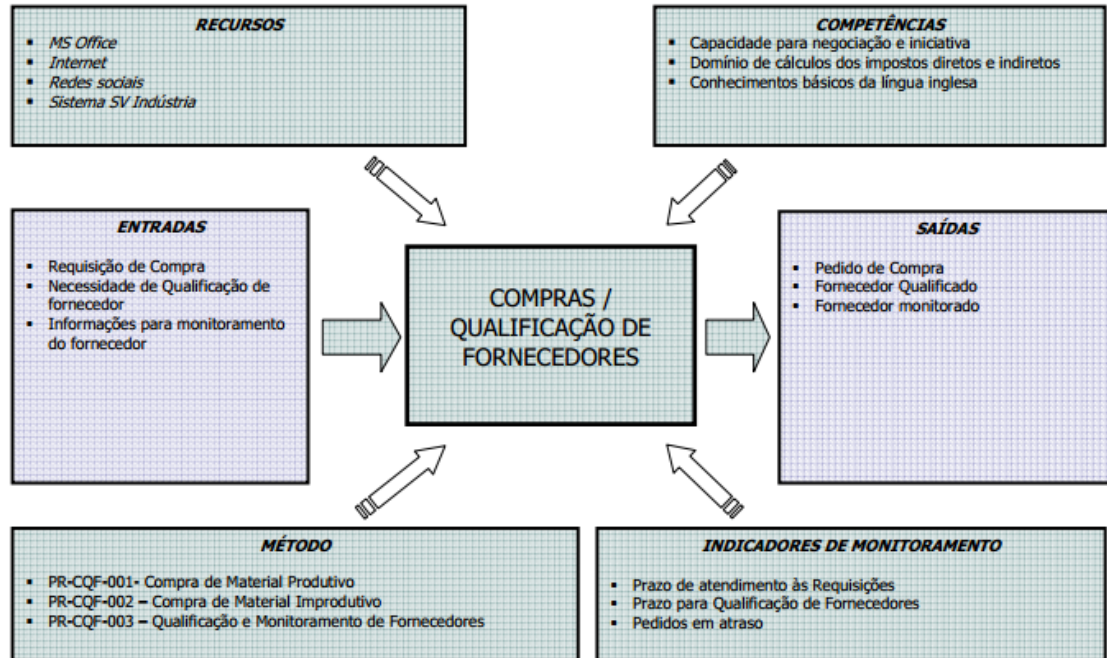 RECURSOS
▪ MS Office
▪ Internet
▪ Redes sociais
▪ Sistema SV Indústria
COMPETÊNCIAS
▪ Capacidade para negociação e iniciativa
▪ Domínio de cálculos dos impostos diretos e indiretos
▪ Conhecimentos básicos da língua inglesa
ENTRADAS
▪ Requisição de Compra
▪ Necessidade de Qualificação de
fornecedor
▪ Informações para monitoramento
do fornecedor
COMPRAS /
QUALIFICAÇÃO DE
FORNECEDORES
SAÍDAS
▪ Pedido de Compra
▪ Fornecedor Qualificado
▪ Fornecedor monitorado
MÉTODO
▪ PR-CQF-001- Compra de Material Produtivo
▪ PR-CQF-002 – Compra de Material Improdutivo
▪ PR-CQF-003 – Qualificação e Monitoramento de Fornecedores
INDICADORES DE MONITORAMENTO
▪ Prazo de atendimento às Requisições
▪ Prazo para Qualificação de Fornecedores
▪ Pedidos em atraso